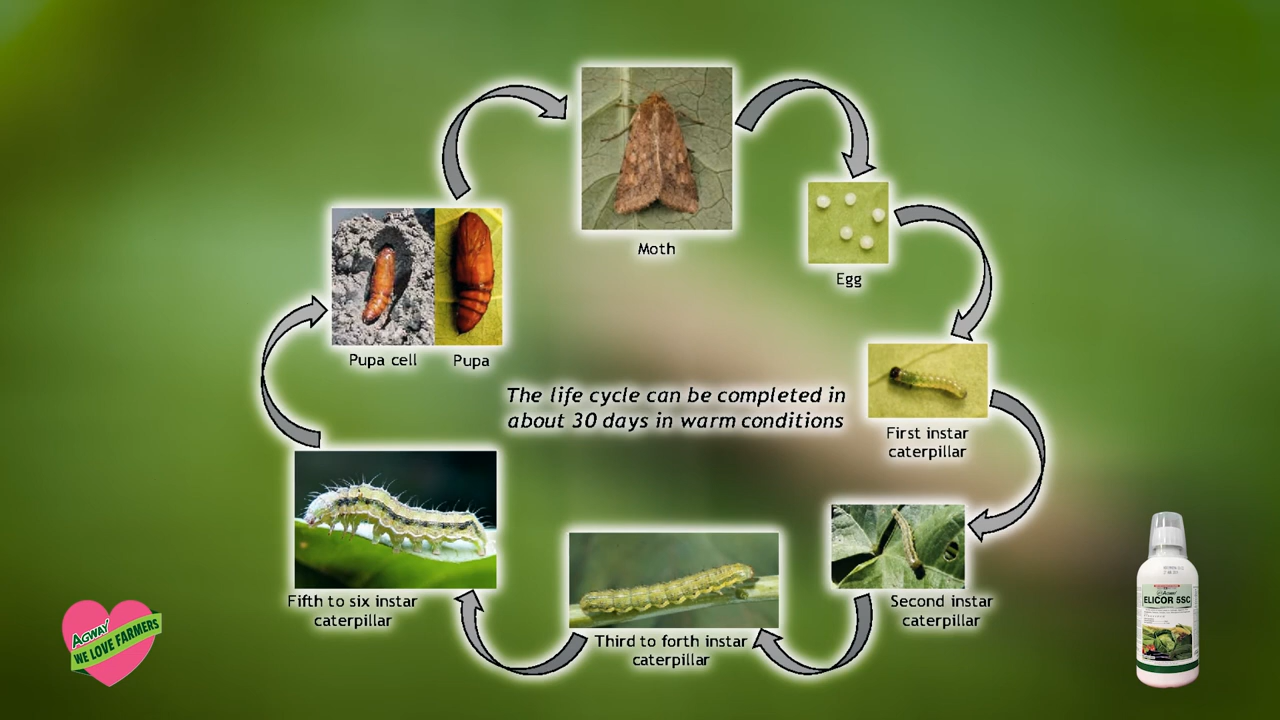 Moth
Egg
Pupa cell
Pupa
The life cycle can be completed in
about 30 days in warm conditions
First instar
caterpillar
Fifth to six instar
caterpillar
Third to forth instar
caterpillar
Second instar
caterpillar
AGWAY
WE LOVE FARMERS
ELICOR 5SC